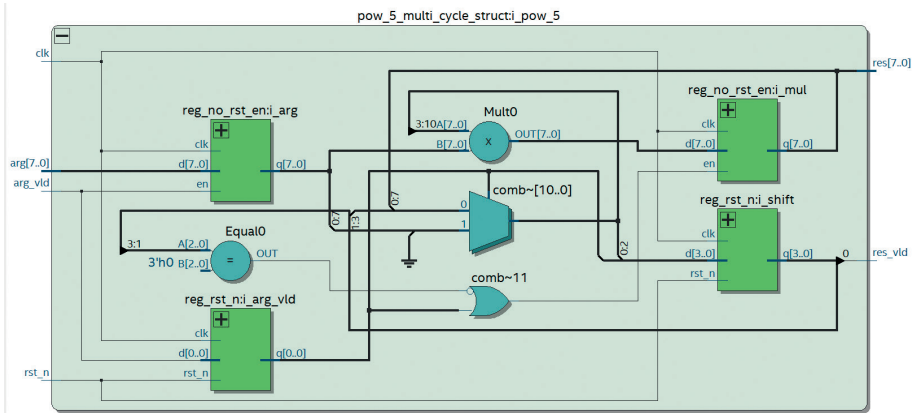 pow_5_multi_cycle_struct:i_pow_5
clk
res[7..0]
reg_no_rst_en:i_mul
reg_no_rst_en:i_arg
Mult0
3:10
A[7..0]
OUT[7..0]
clk
clk
B[7..0]
x
d[7..0]
q[7..0]
arg[7..0]
d[7..0]
q[7..0]
en
arg_vld
en
comb~[10..0]
reg_rst_n:i_shift
0:7
1:3
0:7
0
1
Equal0
clk
3:1
A[2..0]
OUT
0:2
d[3..0]
q[3..0]
0
res_vld
3'h0
B[2..0]
=
rst_n
comb~11
reg_rst_n:i_arg_vld
clk
d[0..0]
q[0..0]
rst_n
rst_n